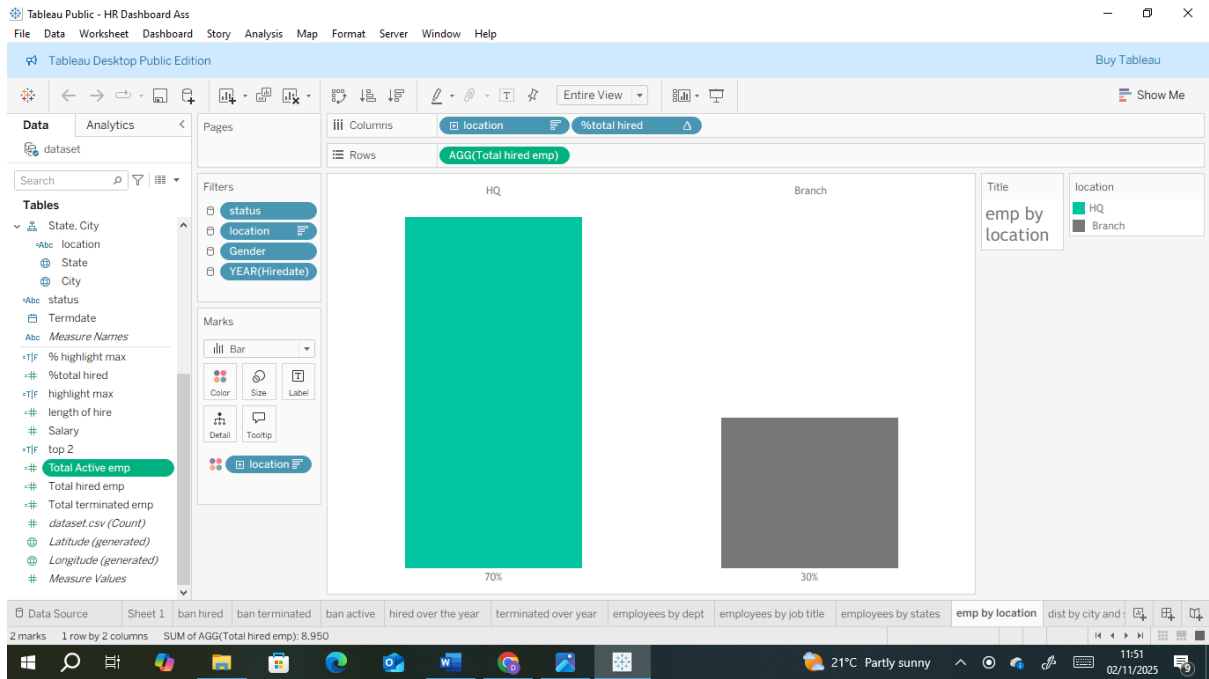 Tableau Public - HR Dashboard Ass
File Data Worksheet Dashboard Story Analysis Map Format Server Window Help
Tableau Desktop Public Edition
Buy Tableau
Entire View
Show Me
Data Analytics
dataset
Search
Tables
State, City
Abc location
State
City
Abc status
Termdate
Abc Measure Names
T|F % highlight max
%total hired
T|F highlight max
length of hire
Salary
T|F top 2
Total Active emp
Total hired emp
Total terminated emp
dataset.csv (Count)
Latitude (generated)
Longitude (generated)
Measure Values
Pages
Filters
status
location
Gender
YEAR(Hiredate)
Marks
Bar
Color Size Label
Detail Tooltip
location
Columns location %total hired
Rows AGG(Total hired emp)
HQ Branch
70% 30%
Title
emp by
location
location
HQ
Branch
Data Source Sheet 1 ban hired ban terminated ban active hired over the year terminated over year employees by dept employees by job title employees by states emp by location dist by city and
2 marks 1 row by 2 columns SUM of AGG(Total hired emp): 8,950
21°C Partly sunny
11:51
02/11/2025
9